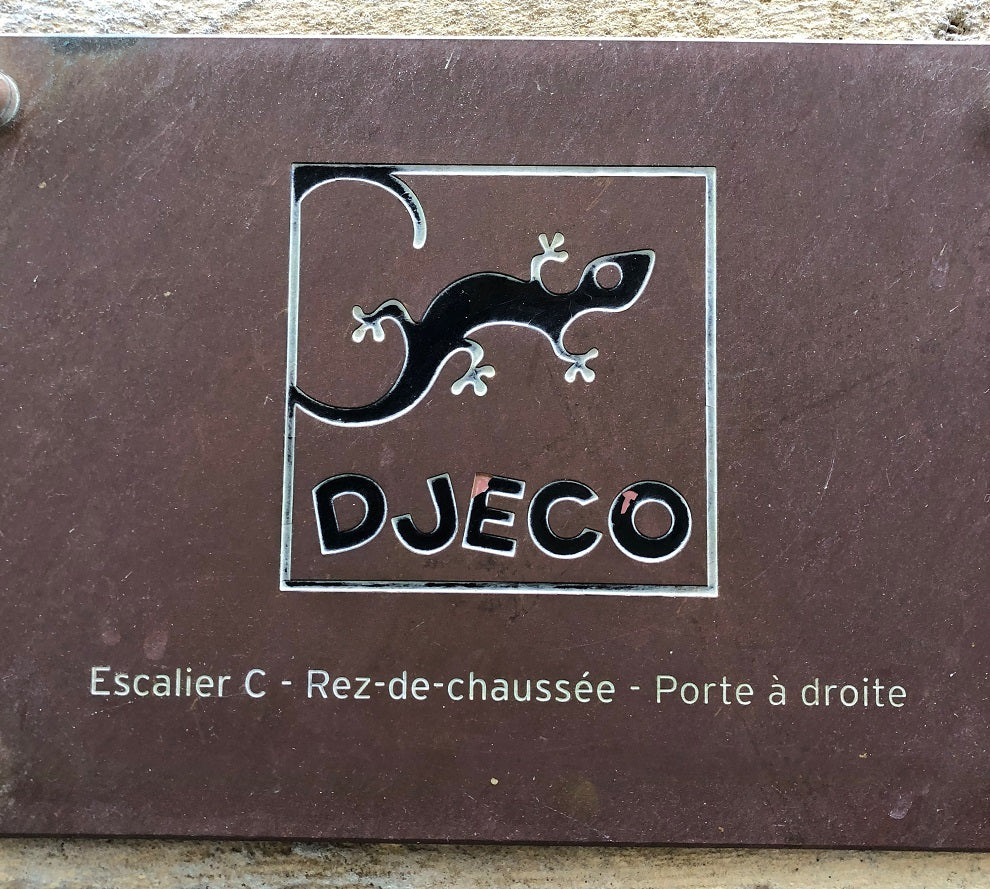 DJECO
Escalier C - Rez-de-chaussée - Porte à droite